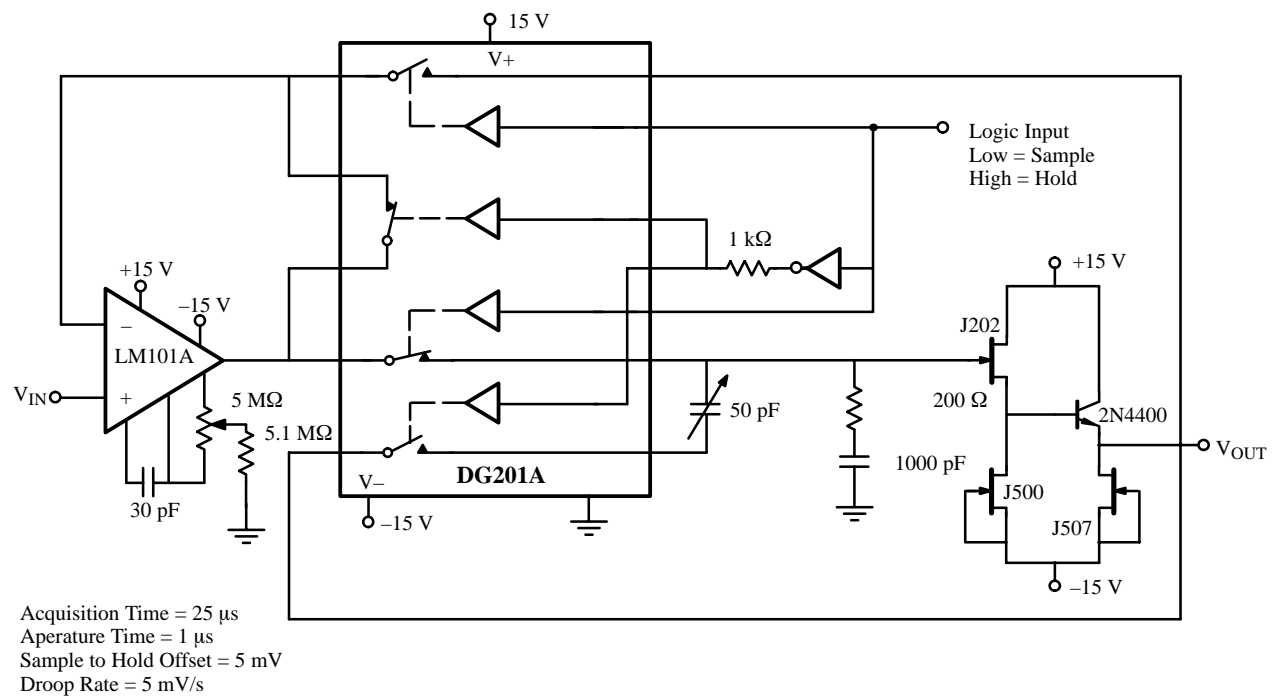 15 V
V+
Logic Input
Low = Sample
High = Hold
1 kΩ
+15 V
–15 V
+15 V
–
LM101A
J202
VIN
+
5 MΩ
50 pF
200 Ω
2N4400
5.1 MΩ
VOUT
V–
DG201A
1000 pF
30 pF
J500
–15 V
J507
–15 V
Acquisition Time = 25 μs
Aperature Time = 1 μs
Sample to Hold Offset = 5 mV
Droop Rate = 5 mV/s